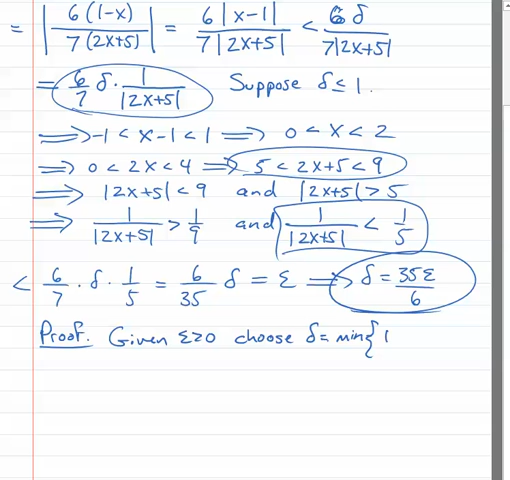 = | 6(1-x) / 7(2x+5) | = 6|x-1| / 7|2x+5| < 6δ / 7|2x+5|
= 6/7 δ · 1/|2x+5| Suppose δ ≤ 1.
⟹ -1 < x-1 < 1 ⟹ 0 < x < 2
⟹ 0 < 2x < 4 ⟹ 5 < 2x+5 < 9
⟹ |2x+5| < 9 and |2x+5| > 5
⟹ 1/|2x+5| > 1/9 and 1/|2x+5| < 1/5
< 6/7 · δ · 1/5 = 6/35 δ = ε ⟹ δ = 35ε/6
Proof. Given ε>0 choose δ = min{ 1